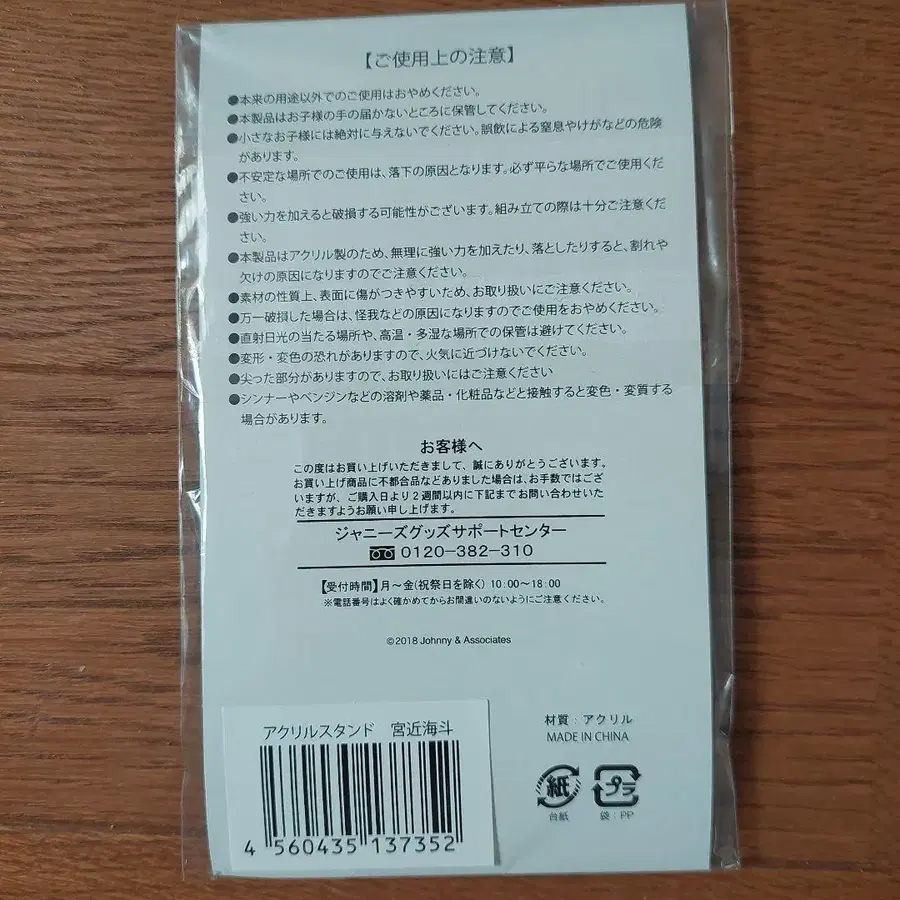 【ご使用上の注意】
●本来の用途以外でのご使用はおやめください。
●本製品はお子様の手の届かないところに保管してください。
●小さなお子様には絶対に与えないでください。誤飲による窒息やけがなどの危険
があります。
●不安定な場所でのご使用は、落下の原因となります。必ず平らな場所でご使用くだ
さい。
●強い力を加えると破損する可能性がございます。組み立ての際は十分ご注意くだ
さい。
●本製品はアクリル製のため、無理に強い力を加えたり、落としたりすると、割れや
欠けの原因になりますのでご注意ください。
●素材の性質上、表面に傷がつきやすいため、お取り扱いにご注意ください。
●万一破損した場合は、怪我などの原因になりますのでご使用をおやめください。
●直射日光の当たる場所や、高温・多湿な場所での保管は避けてください。
●変形・変色の恐れがありますので、火気に近づけないでください。
●尖った部分がありますので、お取り扱いにはご注意ください
●シンナーやベンジンなどの溶剤や薬品・化粧品などと接触すると変色・変質する
場合があります。
お客様へ
この度はお買い上げいただきまして、誠にありがとうございます。
お買い上げ商品に不都合品などありました場合は、お手数ではござ
いますが、ご購入日より2週間以内に下記までお問い合わせいた
だきますようお願い申し上げます。
ジャニーズグッズサポートセンター
0120-382-310
【受付時間】月〜金(祝祭日を除く) 10:00〜18:00
※電話番号はよく確かめてからお間違いのないようにご注意ください。
©2018 Johnny & Associates
アクリルスタンド 宮近海斗
4 560435 137352
材質:アクリル
MADE IN CHINA
紙
台紙
プラ
袋:PP